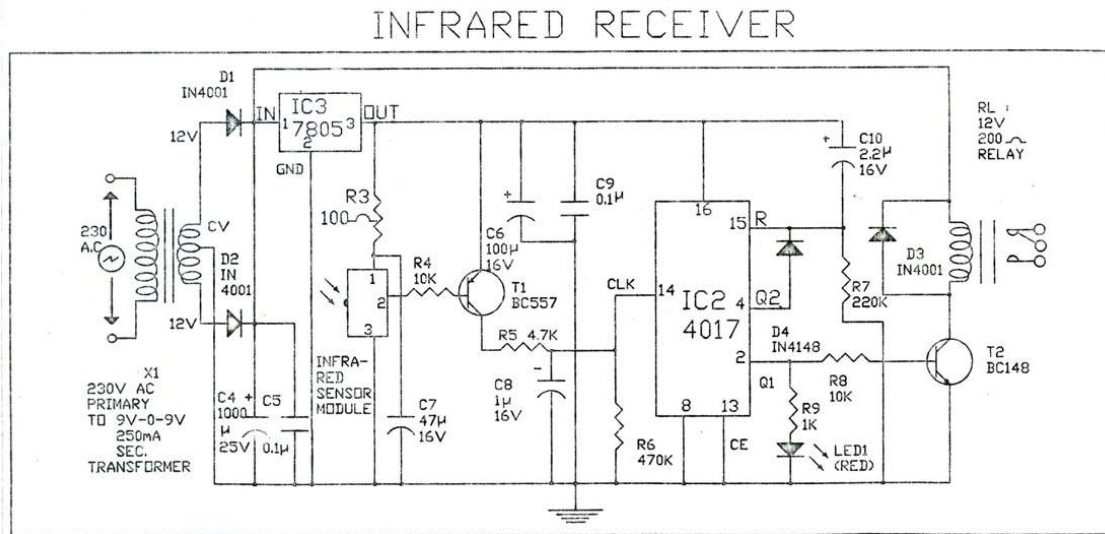 INFRARED RECEIVER
D1
IN4001
IN
IC3
7805
1
2
3
OUT
GND
12V
230
A.C
CV
D2
IN
4001
12V
X1
230V AC
PRIMARY
TO 9V-0-9V
250mA
SEC.
TRANSFORMER
C4 +
1000
µ
25V
C5
0.1µ
R3
100
1
2
3
INFRA-
RED
SENSOR
MODULE
R4
10K
C7
47µ
16V
T1
BC557
+
C6
100µ
16V
C9
0.1µ
R5 4.7K
-
C8
1µ
16V
R6
470K
CLK
14
16
15
R
IC2
4017
4
Q2
2
Q1
8
13
CE
D4
IN4148
R9
1K
LED1
(RED)
R8
10K
+
C10
2.2µ
16V
R7
220K
D3
IN4001
T2
BC148
RL :
12V
200
RELAY